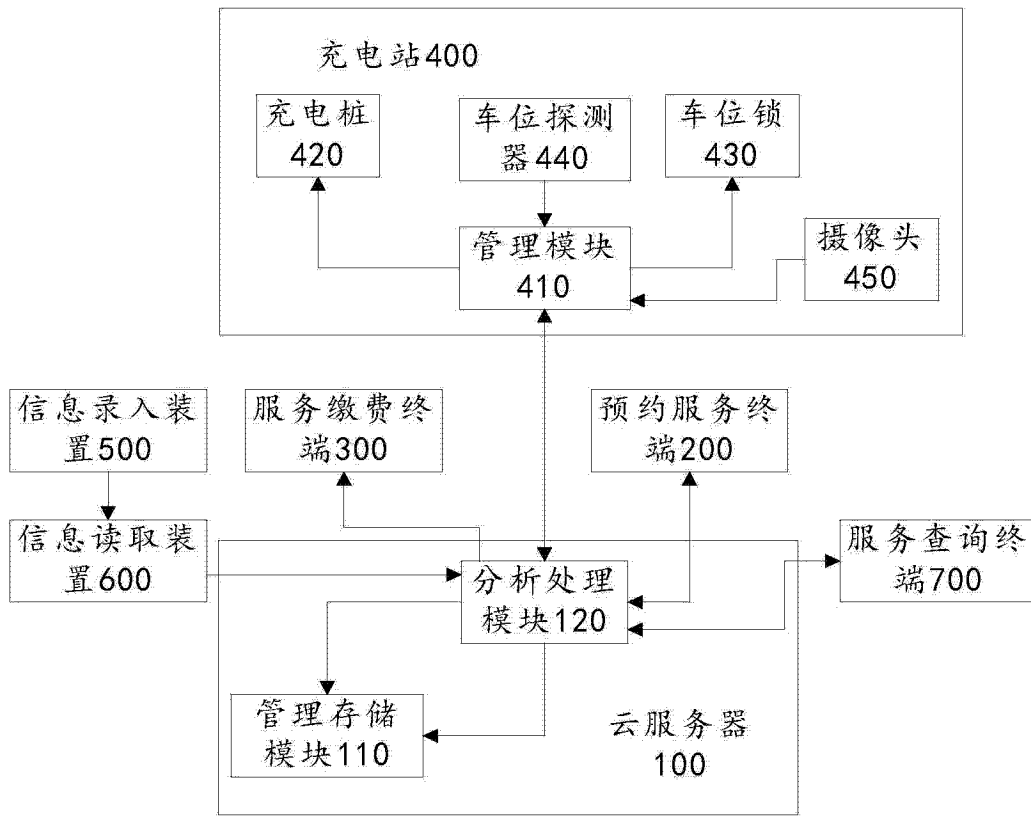 充电站400
充电桩
420
车位探测
器440
车位锁
430
管理模块
410
摄像头
450
信息录入装
置500
服务缴费终
端300
预约服务终
端200
信息读取装
置600
分析处理
模块120
服务查询终
端700
管理存储
模块110
云服务器
100